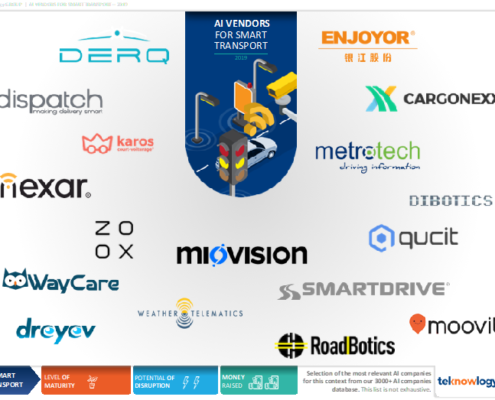 AI VENDORS
FOR SMART
TRANSPORT
2019
DERQ
ENJOYOR®
银江股份
dispatch
making delivery smart
CARGONEXX
karos
metrotech
driving information
nexar®
DIBOTICS
ZO
OX
miovision
qucit
WayCare
SMARTDRIVE®
WEATHER TELEMATICS
dreyev
moovit
RoadBotics
SMART
TRANSPORT
LEVEL OF
MATURITY
POTENTIAL OF
DISRUPTION
MONEY
RAISED
Selection of the most relevant AI companies
for this context from our 3000+ AI companies
database. This list is not exhaustive.
teknowlogy